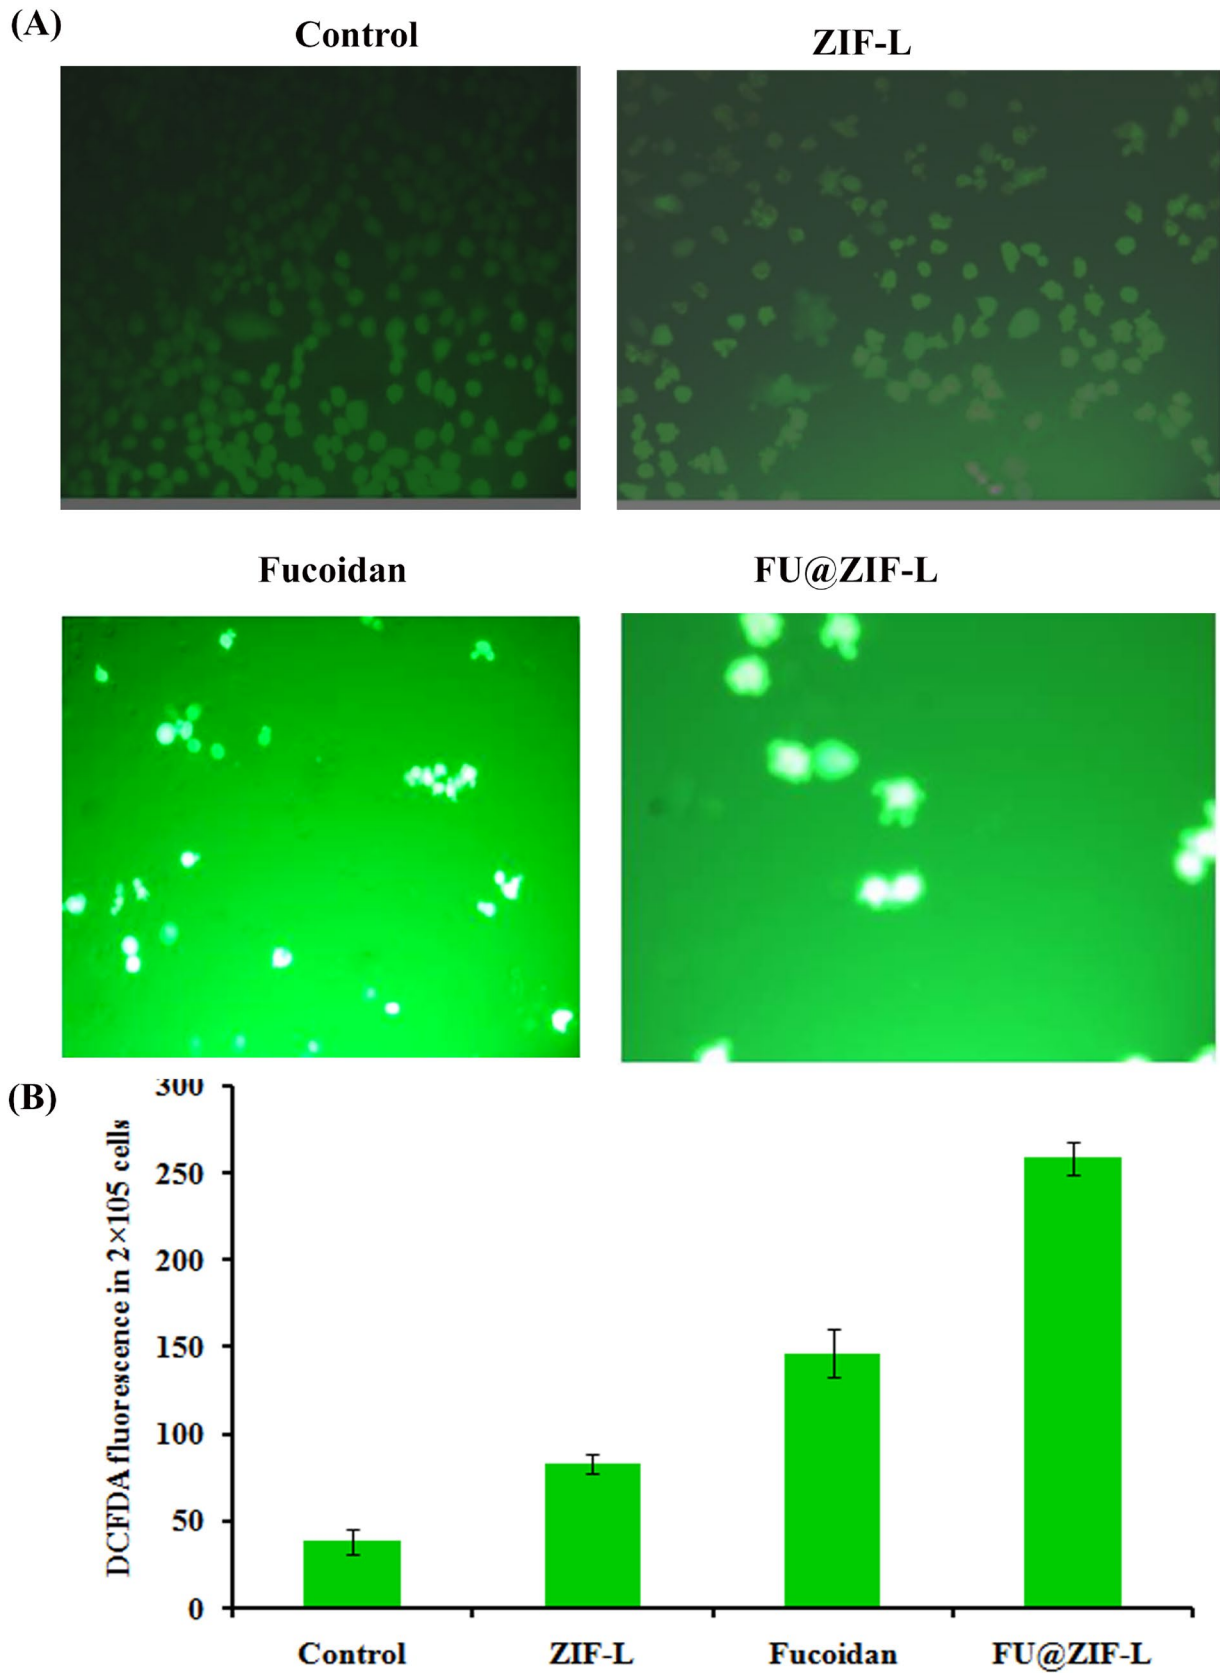 (A)
Control
ZIF-L
Fucoidan
FU@ZIF-L
(B)
DCFDA fluorescence in 2×105 cells
300
250
200
150
100
50
0
Control
ZIF-L
Fucoidan
FU@ZIF-L